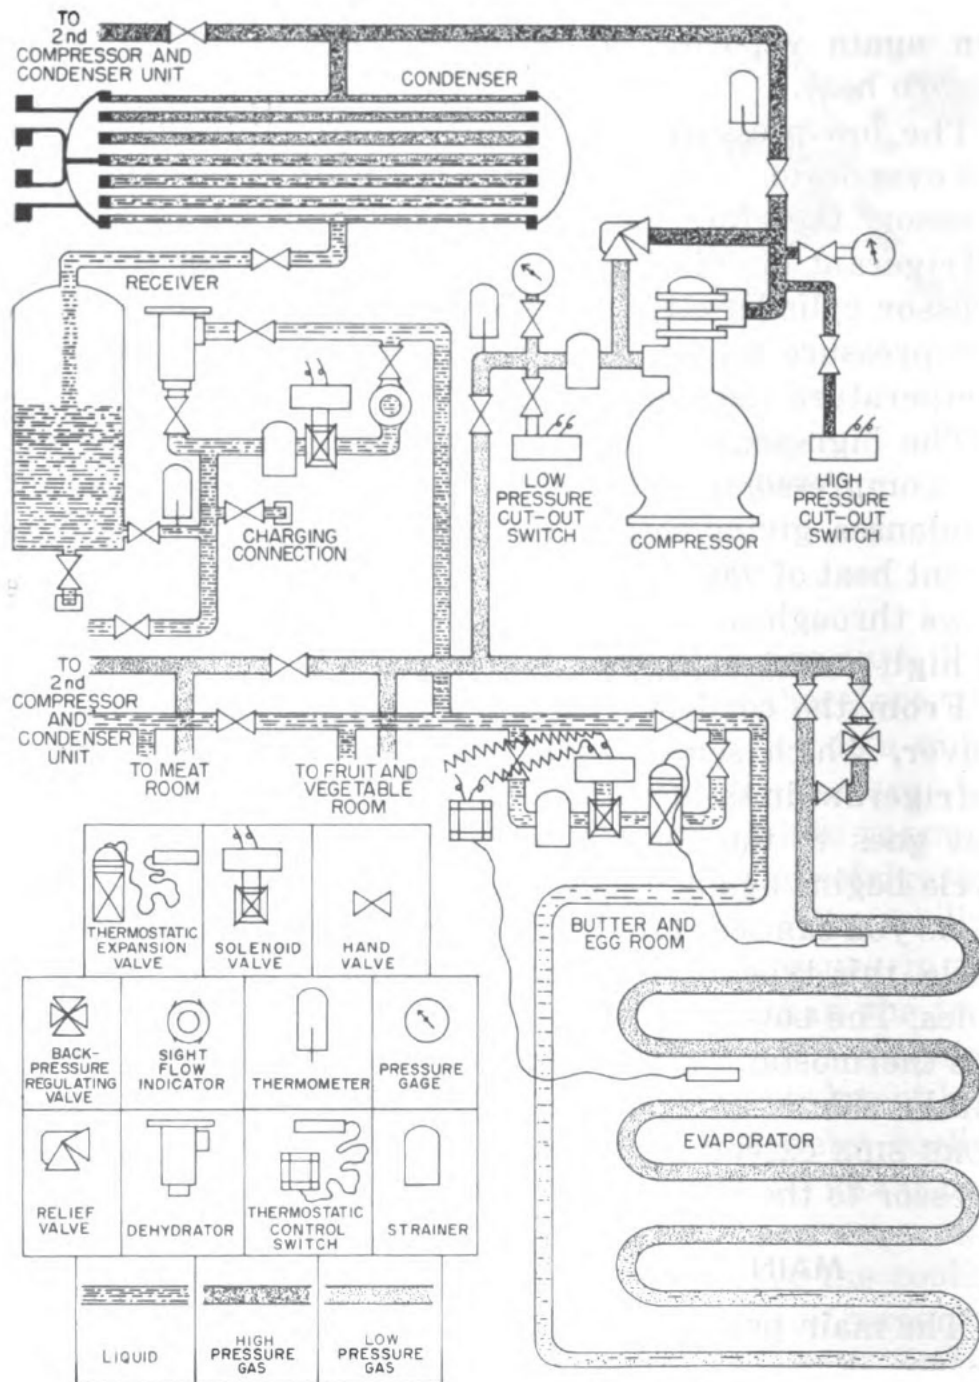 TO
2nd
COMPRESSOR AND
CONDENSER UNIT
CONDENSER
RECEIVER
CHARGING
CONNECTION
LOW
PRESSURE
CUT-OUT
SWITCH
COMPRESSOR
HIGH
PRESSURE
CUT-OUT
SWITCH
TO
2nd
COMPRESSOR
AND
CONDENSER
UNIT
TO MEAT
ROOM
TO FRUIT AND
VEGETABLE
ROOM
BUTTER AND
EGG ROOM
EVAPORATOR
THERMOSTATIC
EXPANSION
VALVE
SOLENOID
VALVE
HAND
VALVE
BACK-
PRESSURE
REGULATING
VALVE
SIGHT
FLOW
INDICATOR
THERMOMETER
PRESSURE
GAGE
RELIEF
VALVE
DEHYDRATOR
THERMOSTATIC
CONTROL
SWITCH
STRAINER
LIQUID
HIGH
PRESSURE
GAS
LOW
PRESSURE
GAS